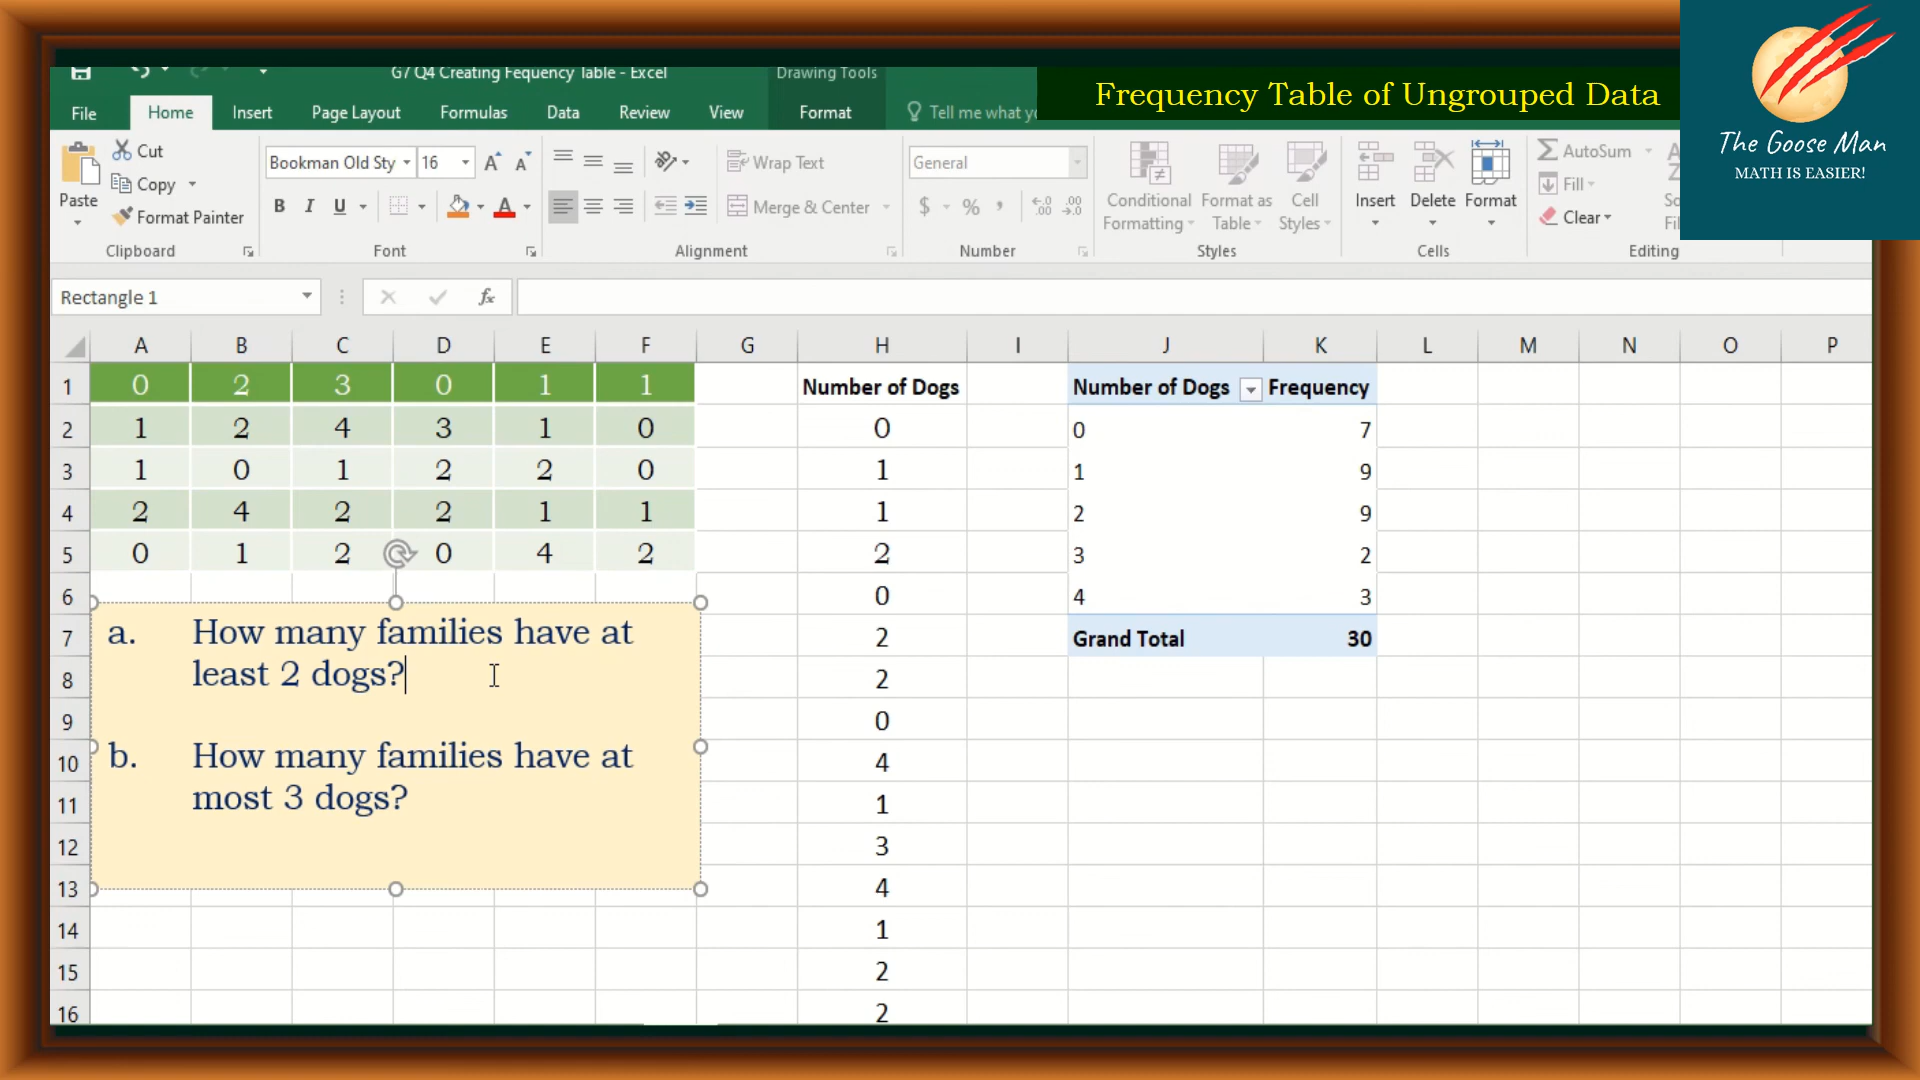 G7 Q4 Creating Fequency Table - Excel
Drawing Tools
Frequency Table of Ungrouped Data
The Goose Man
MATH IS EASIER!
File Home Insert Page Layout Formulas Data Review View Format Tell me what
Paste
Cut
Copy
Format Painter
Clipboard
Bookman Old Sty 16
B I U
Font
Wrap Text
Merge & Center
Alignment
General
$ % ,
Number
Conditional Formatting
Format as Table
Cell Styles
Styles
Insert Delete Format
Cells
AutoSum
Fill
Clear
Editing
Rectangle 1
fx
A B C D E F G H I J K L M N O P
1 0 2 3 0 1 1 Number of Dogs Number of Dogs Frequency
2 1 2 4 3 1 0 0 0 7
3 1 0 1 2 2 0 1 1 9
4 2 4 2 2 1 1 1 2 9
5 0 1 2 0 4 2 2 3 2
6 0 4 3
7 2 Grand Total 30
8 2
9 0
10 4
11 1
12 3
13 4
14 1
15 2
16 2
a. How many families have at
least 2 dogs?
b. How many families have at
most 3 dogs?